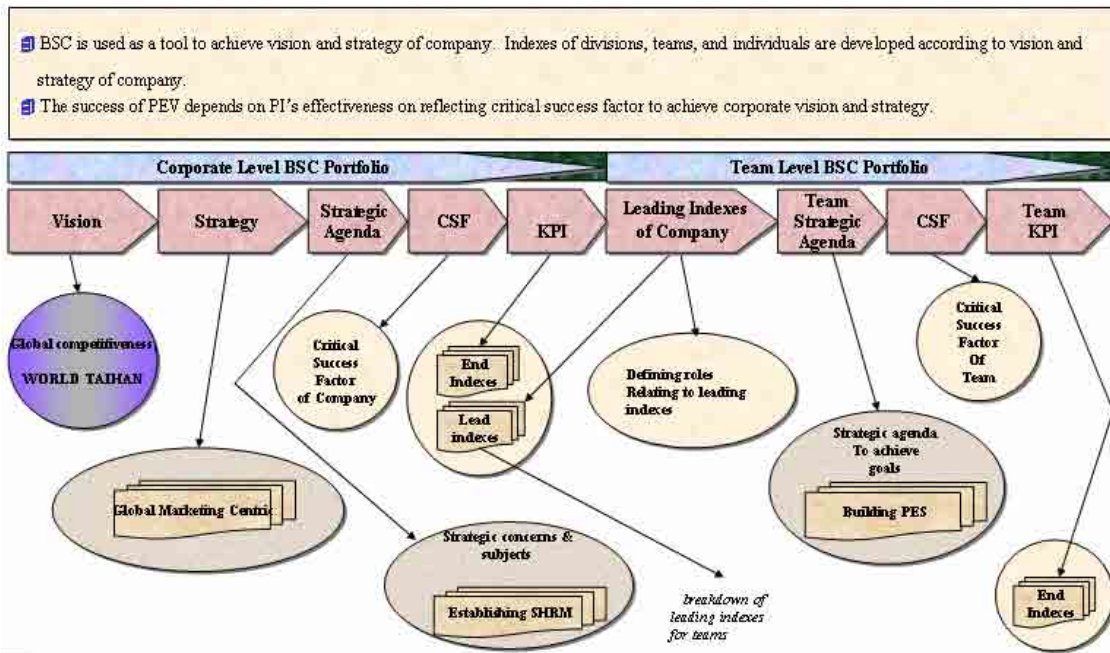 BSC is used as a tool to achieve vision and strategy of company. Indexes of divisions, teams, and individuals are developed according to vision and
strategy of company.
The success of PEV depends on PI's effectiveness on reflecting critical success factor to achieve corporate vision and strategy.
Corporate Level BSC Portfolio
Team Level BSC Portfolio
Vision
Strategy
Strategic
Agenda
CSF
KPI
Leading Indexes
of Company
Team
Strategic
Agenda
CSF
Team
KPI
Global competitiveness
WORLD TAIHAN
Critical
Success
Factor
of Company
End
Indexes
Lead
indexes
Defining roles
Relating to leading
indexes
Critical
Success
Factor
Of
Team
Global Marketing Centric
Strategic agenda
To achieve
goals
Building PES
Strategic concerns &
subjects
Establishing SHRM
breakdown of
leading indexes
for teams
End
Indexes